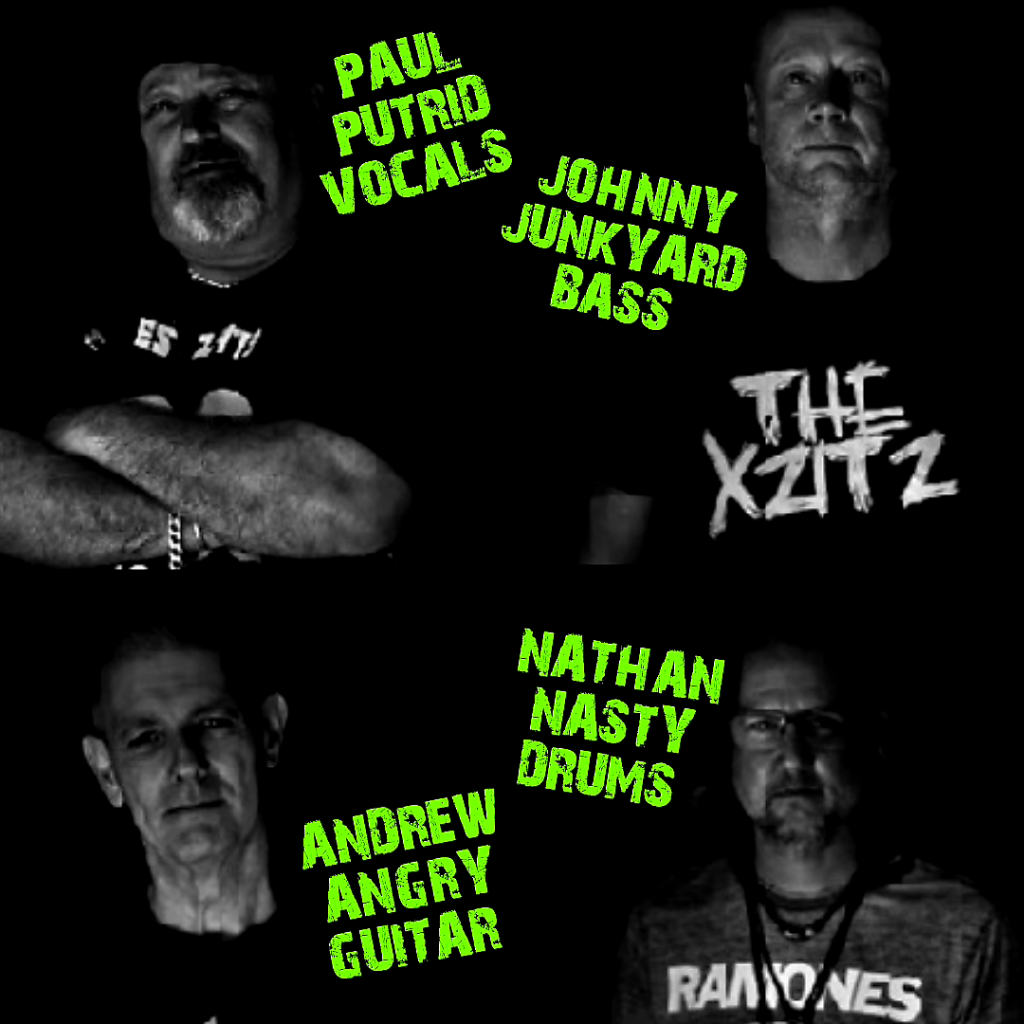 PAUL
PUTRID
VOCALS
JOHNNY
JUNKYARD
BASS
THE
XZITZ
NATHAN
NASTY
DRUMS
ANDREW
ANGRY
GUITAR
RAMONES